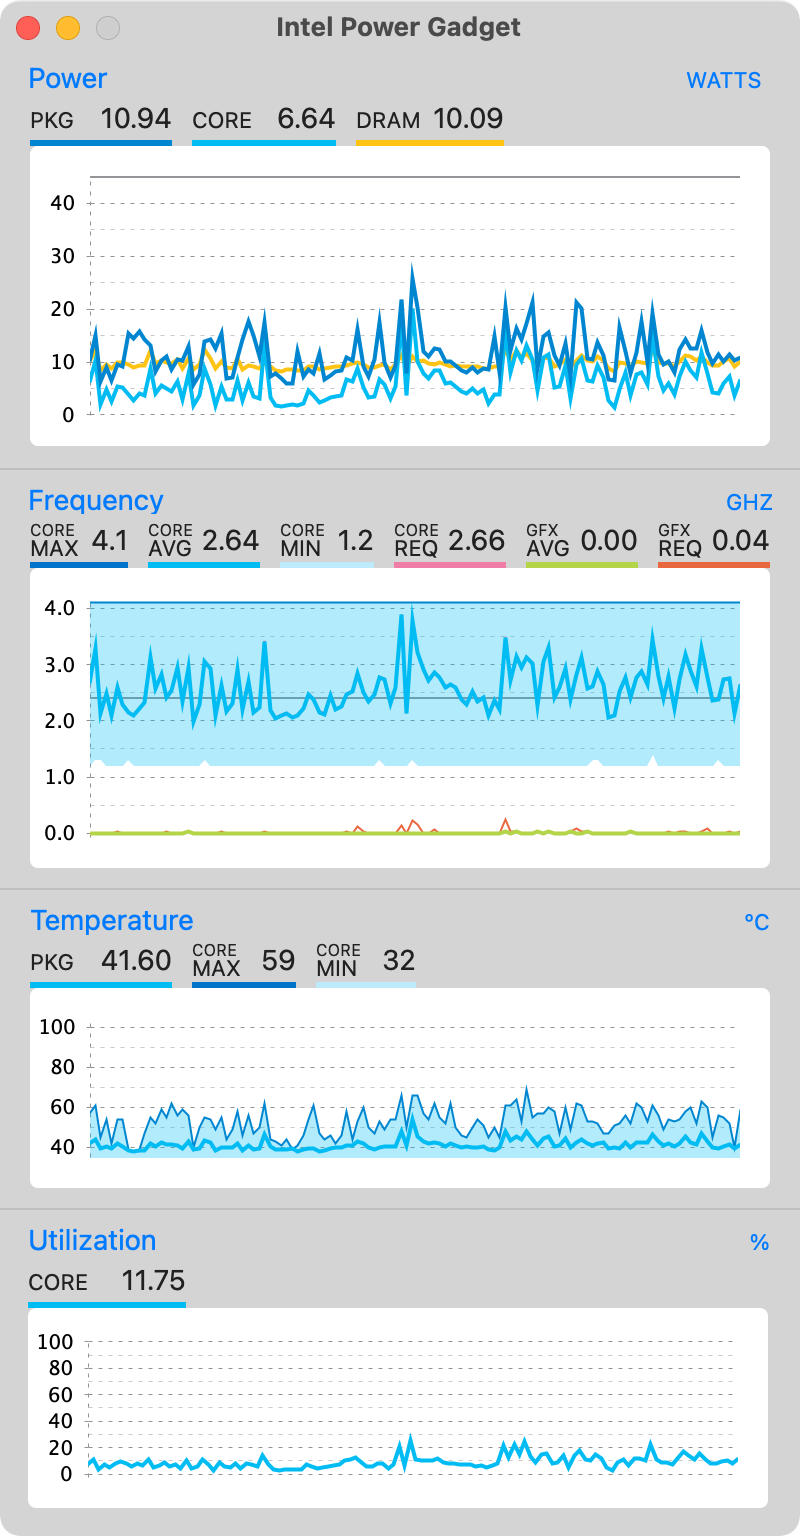 Intel Power Gadget
Power WATTS
PKG 10.94 CORE 6.64 DRAM 10.09
40
30
20
10
0
Frequency GHZ
CORE MAX 4.1 CORE AVG 2.64 CORE MIN 1.2 CORE REQ 2.66 GFX AVG 0.00 GFX REQ 0.04
4.0
3.0
2.0
1.0
0.0
Temperature °C
PKG 41.60 CORE MAX 59 CORE MIN 32
100
80
60
40
Utilization %
CORE 11.75
100
80
60
40
20
0